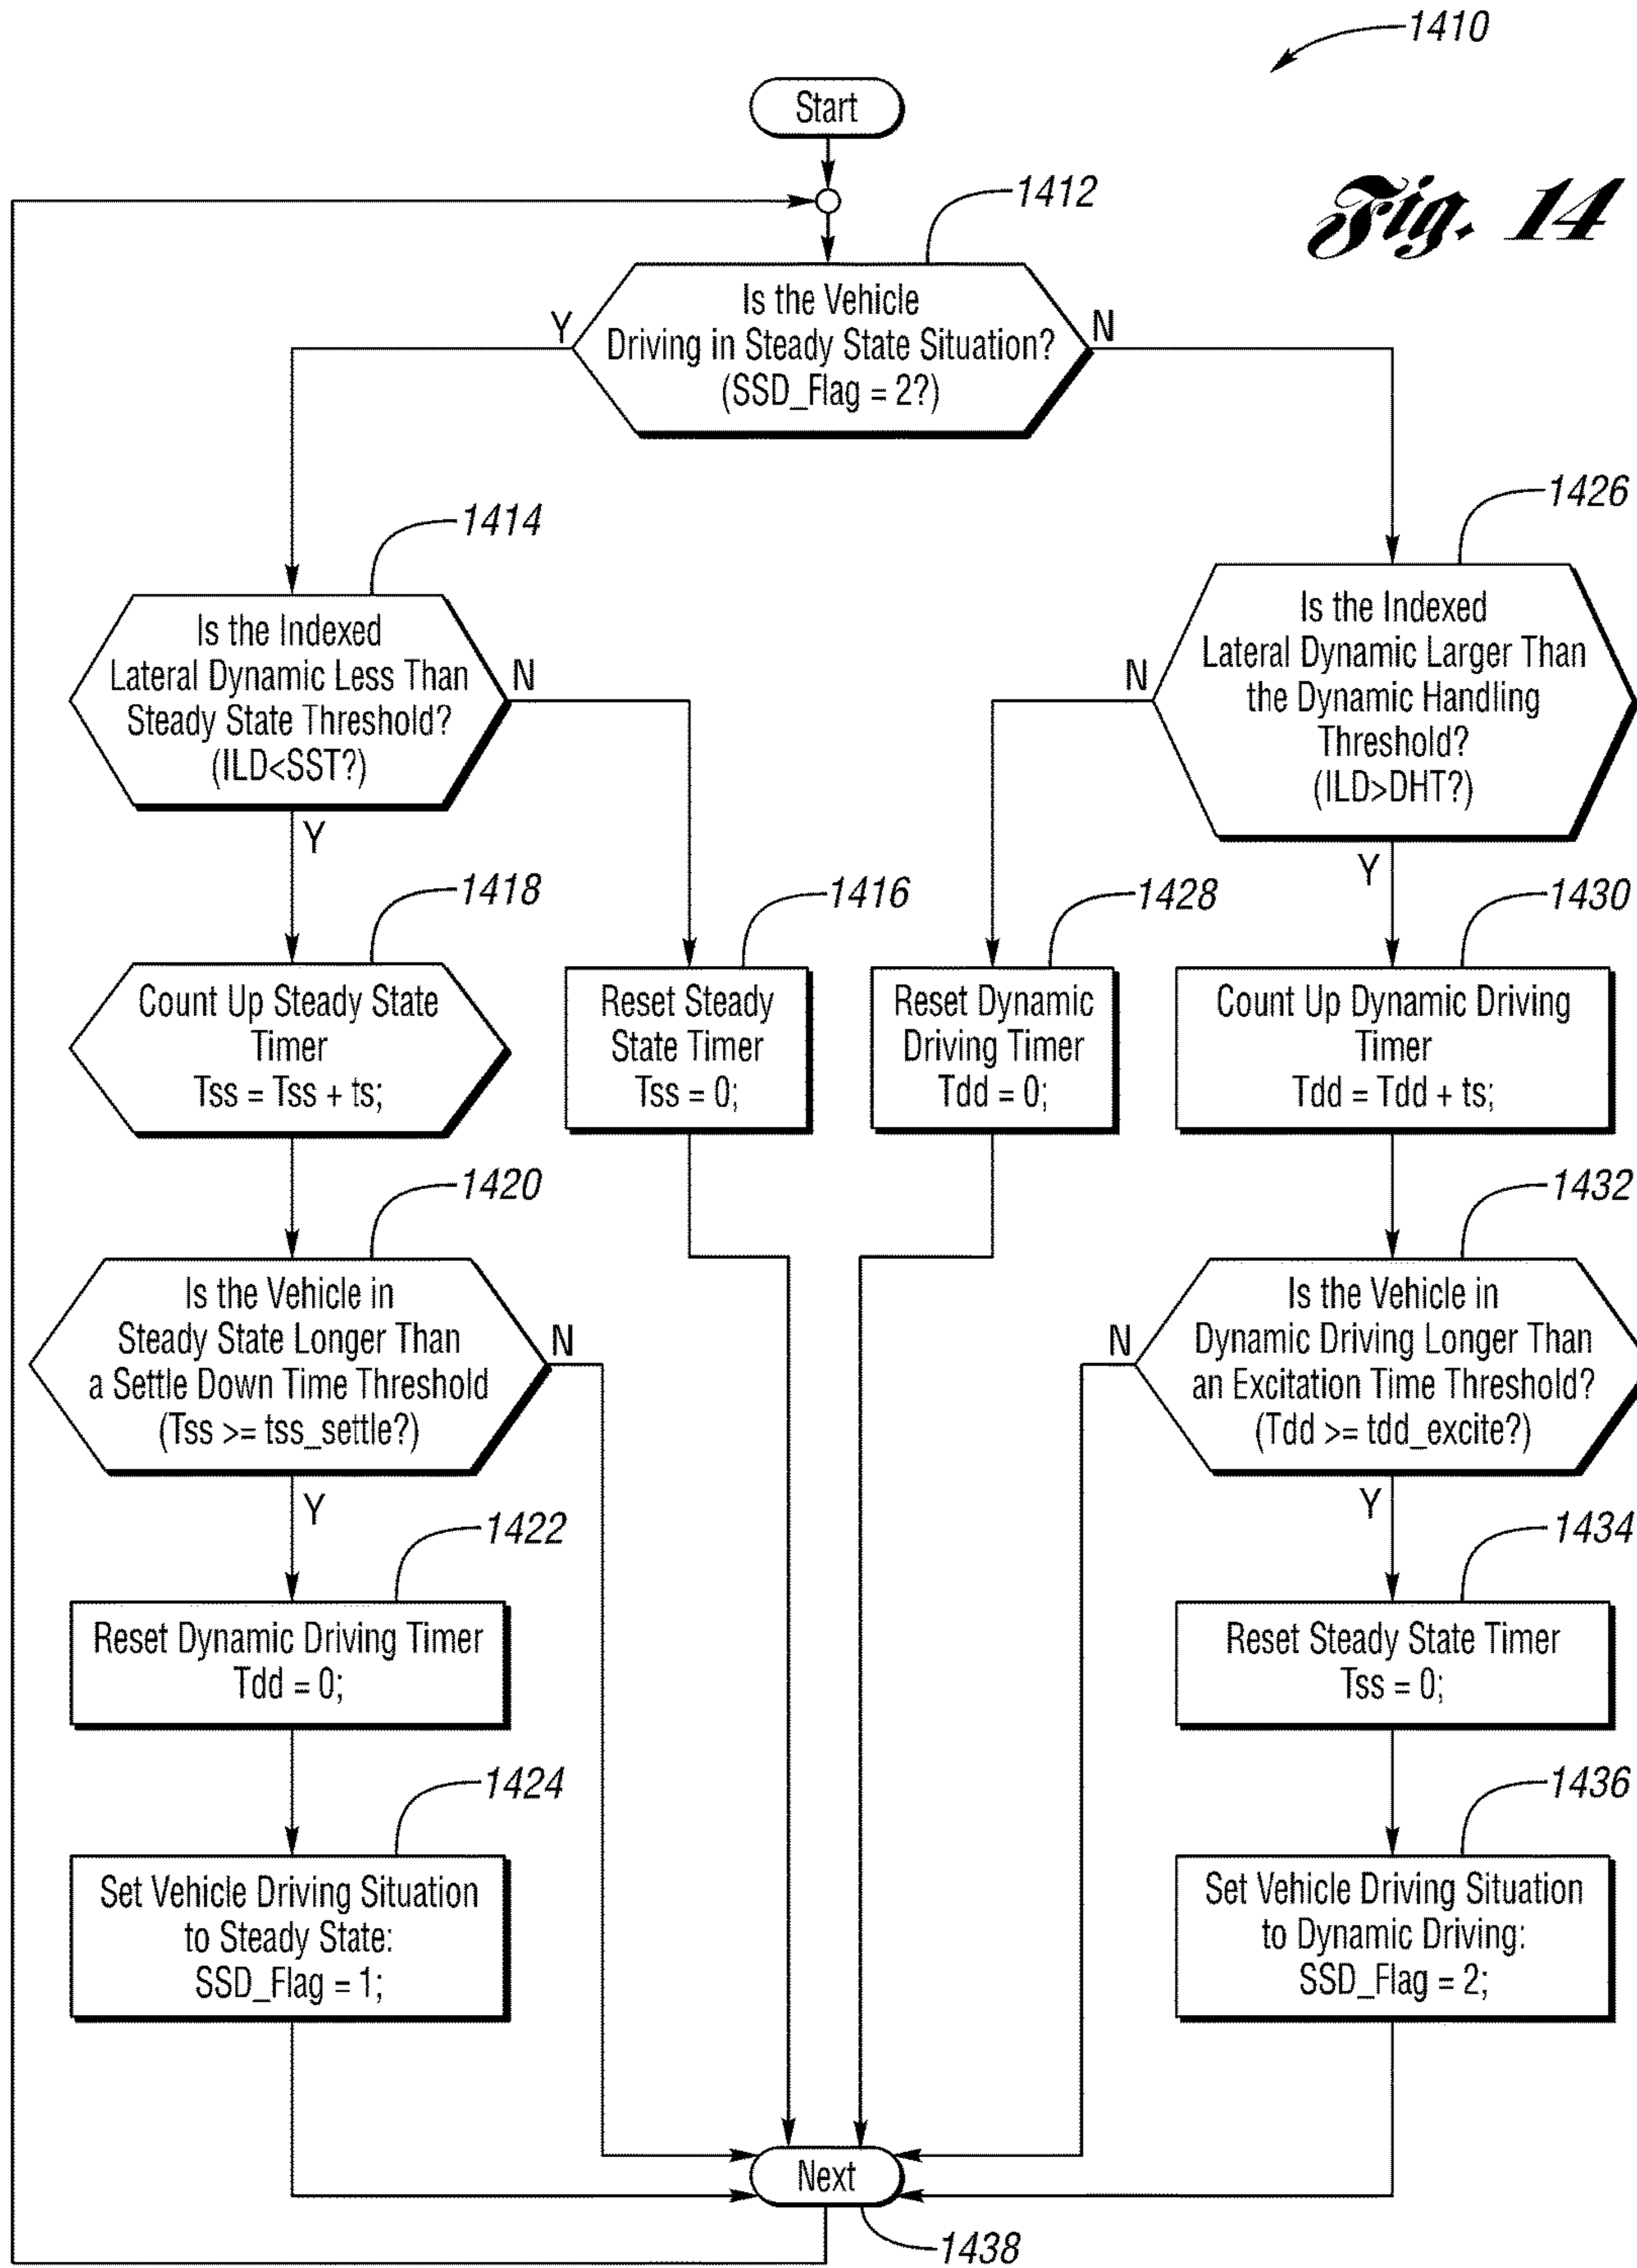 1410
Start
Fig. 14
1412
Is the Vehicle
Driving in Steady State Situation?
(SSD_Flag = 2?)
Y
N
1414
Is the Indexed
Lateral Dynamic Less Than
Steady State Threshold?
(ILD<SST?)
N
Y
1426
Is the Indexed
Lateral Dynamic Larger Than
the Dynamic Handling
Threshold?
(ILD>DHT?)
N
Y
1418
Count Up Steady State
Timer
Tss = Tss + ts;
1416
Reset Steady
State Timer
Tss = 0;
1428
Reset Dynamic
Driving Timer
Tdd = 0;
1430
Count Up Dynamic Driving
Timer
Tdd = Tdd + ts;
1420
Is the Vehicle in
Steady State Longer Than
a Settle Down Time Threshold
(Tss >= tss_settle?)
N
Y
1432
Is the Vehicle in
Dynamic Driving Longer Than
an Excitation Time Threshold?
(Tdd >= tdd_excite?)
N
Y
1422
Reset Dynamic Driving Timer
Tdd = 0;
1434
Reset Steady State Timer
Tss = 0;
1424
Set Vehicle Driving Situation
to Steady State:
SSD_Flag = 1;
1436
Set Vehicle Driving Situation
to Dynamic Driving:
SSD_Flag = 2;
Next
1438